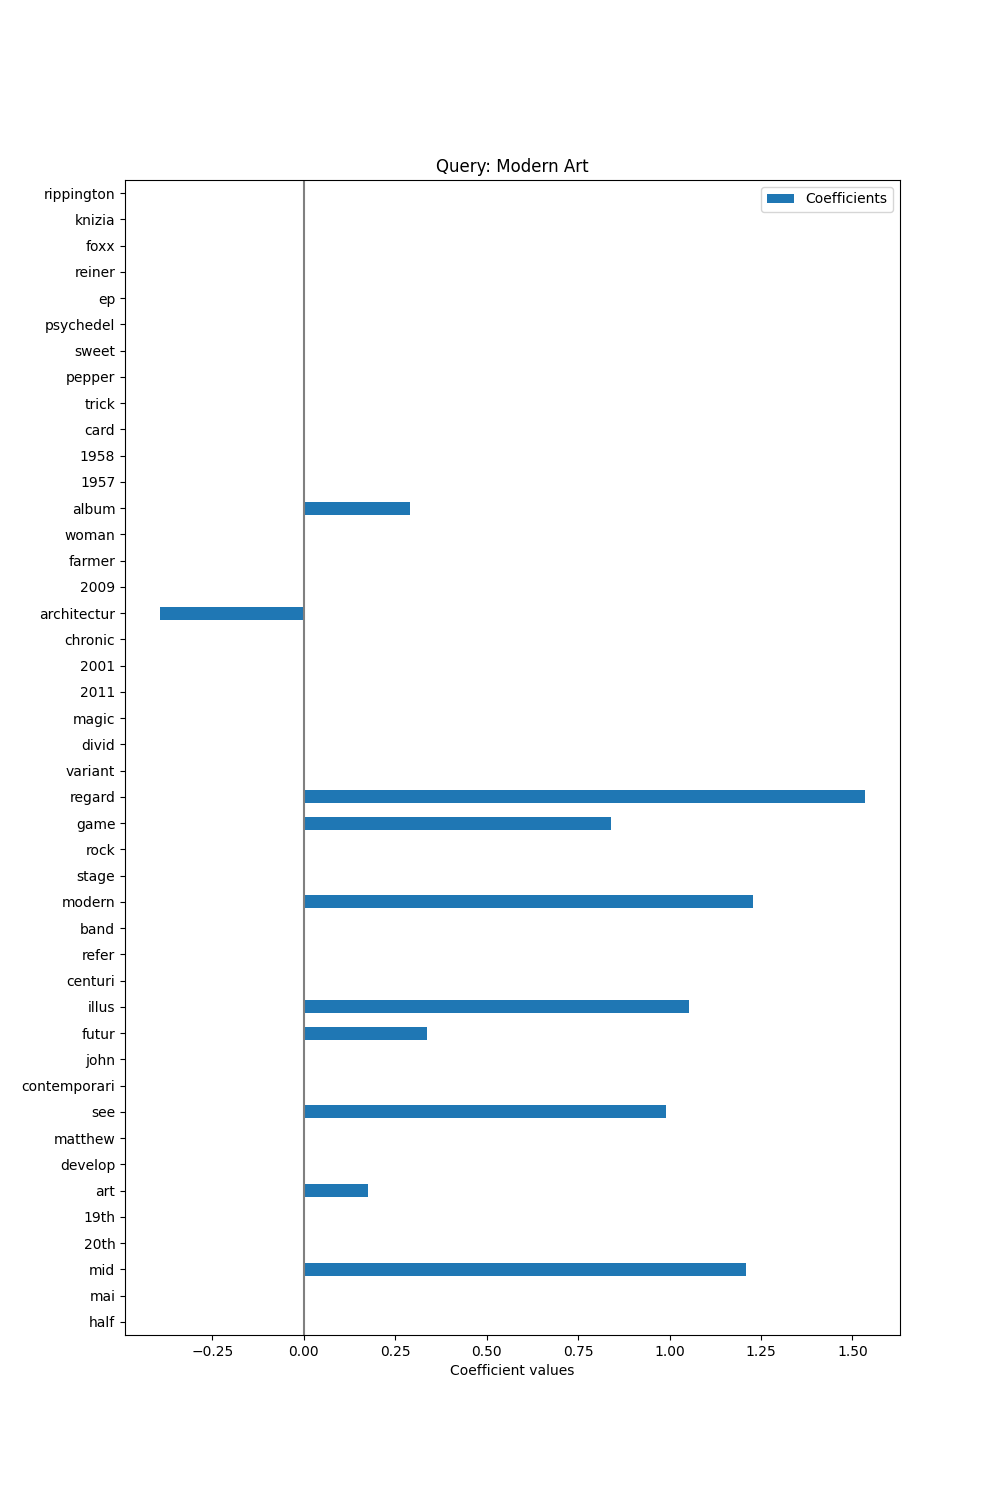 Query: Modern Art
Coefficients
rippington
knizia
foxx
reiner
ep
psychedel
sweet
pepper
trick
card
1958
1957
album
woman
farmer
2009
architectur
chronic
2001
2011
magic
divid
variant
regard
game
rock
stage
modern
band
refer
centuri
illus
futur
john
contemporari
see
matthew
develop
art
19th
20th
mid
mai
half
−0.25 0.00 0.25 0.50 0.75 1.00 1.25 1.50
Coefficient values